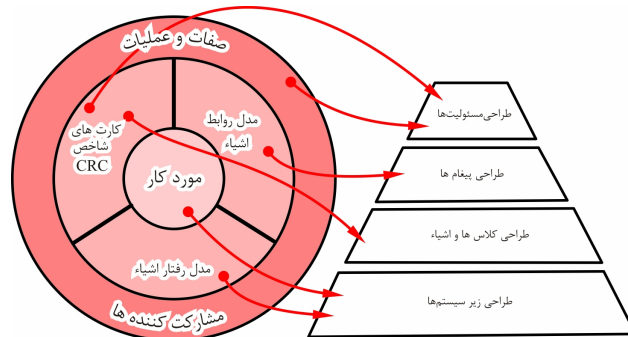 صفات و عملیات
کارت های
شاخص
CRC
مدل روابط
اشیاء
مورد کار
مدل رفتار اشیاء
مشارکت کننده ها
طراحی‌مسئولیت‌ها
طراحی پیغام ها
طراحی کلاس ها و اشیاء
طراحی زیر سیستم‌ها